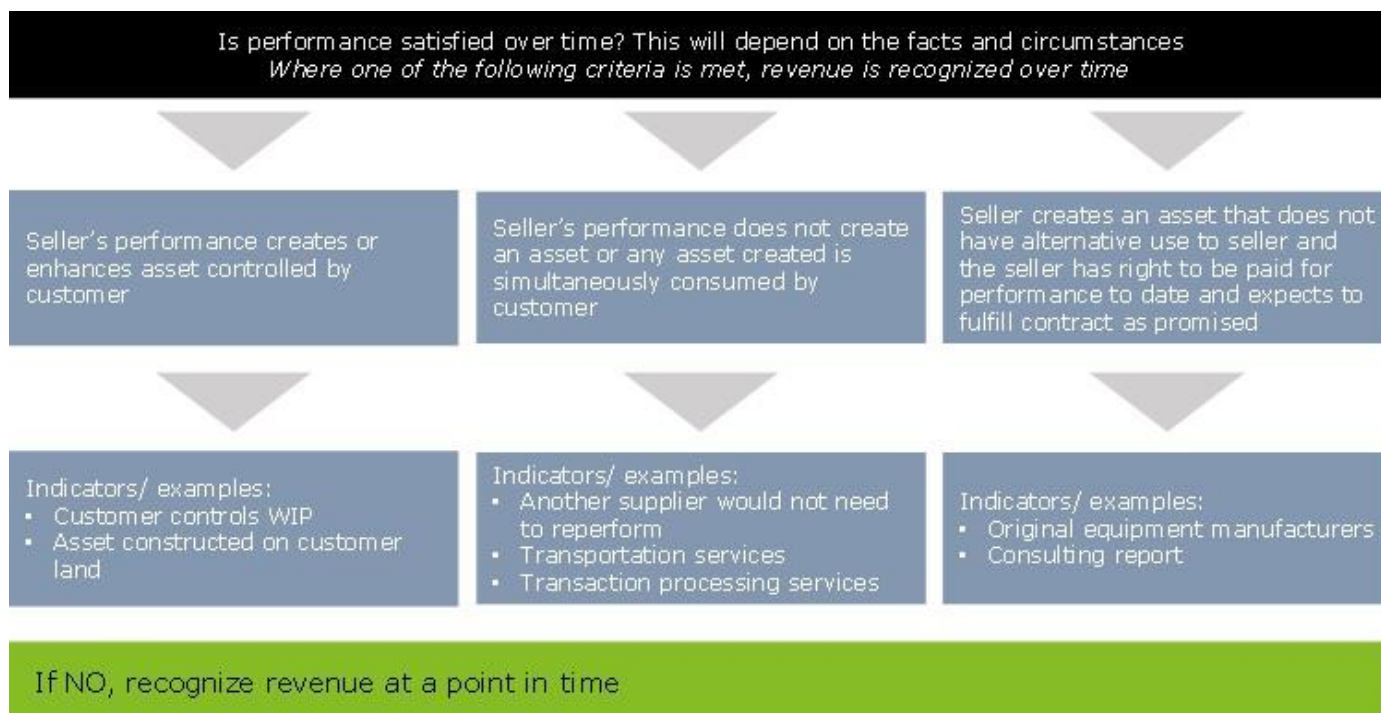 Is performance satisfied over time? This will depend on the facts and circumstances
Where one of the following criteria is met, revenue is recognized over time
Seller's performance creates or
enhances asset controlled by
customer
Seller's performance does not create
an asset or any asset created is
simultaneously consumed by
customer
Seller creates an asset that does not
have alternative use to seller and
the seller has right to be paid for
performance to date and expects to
fulfill contract as promised
Indicators/ examples:
▪ Customer controls WIP
▪ Asset constructed on customer
land
Indicators/ examples:
▪ Another supplier would not need
to reperform
▪ Transportation services
▪ Transaction processing services
Indicators/ examples:
▪ Original equipment manufacturers
▪ Consulting report
If NO, recognize revenue at a point in time